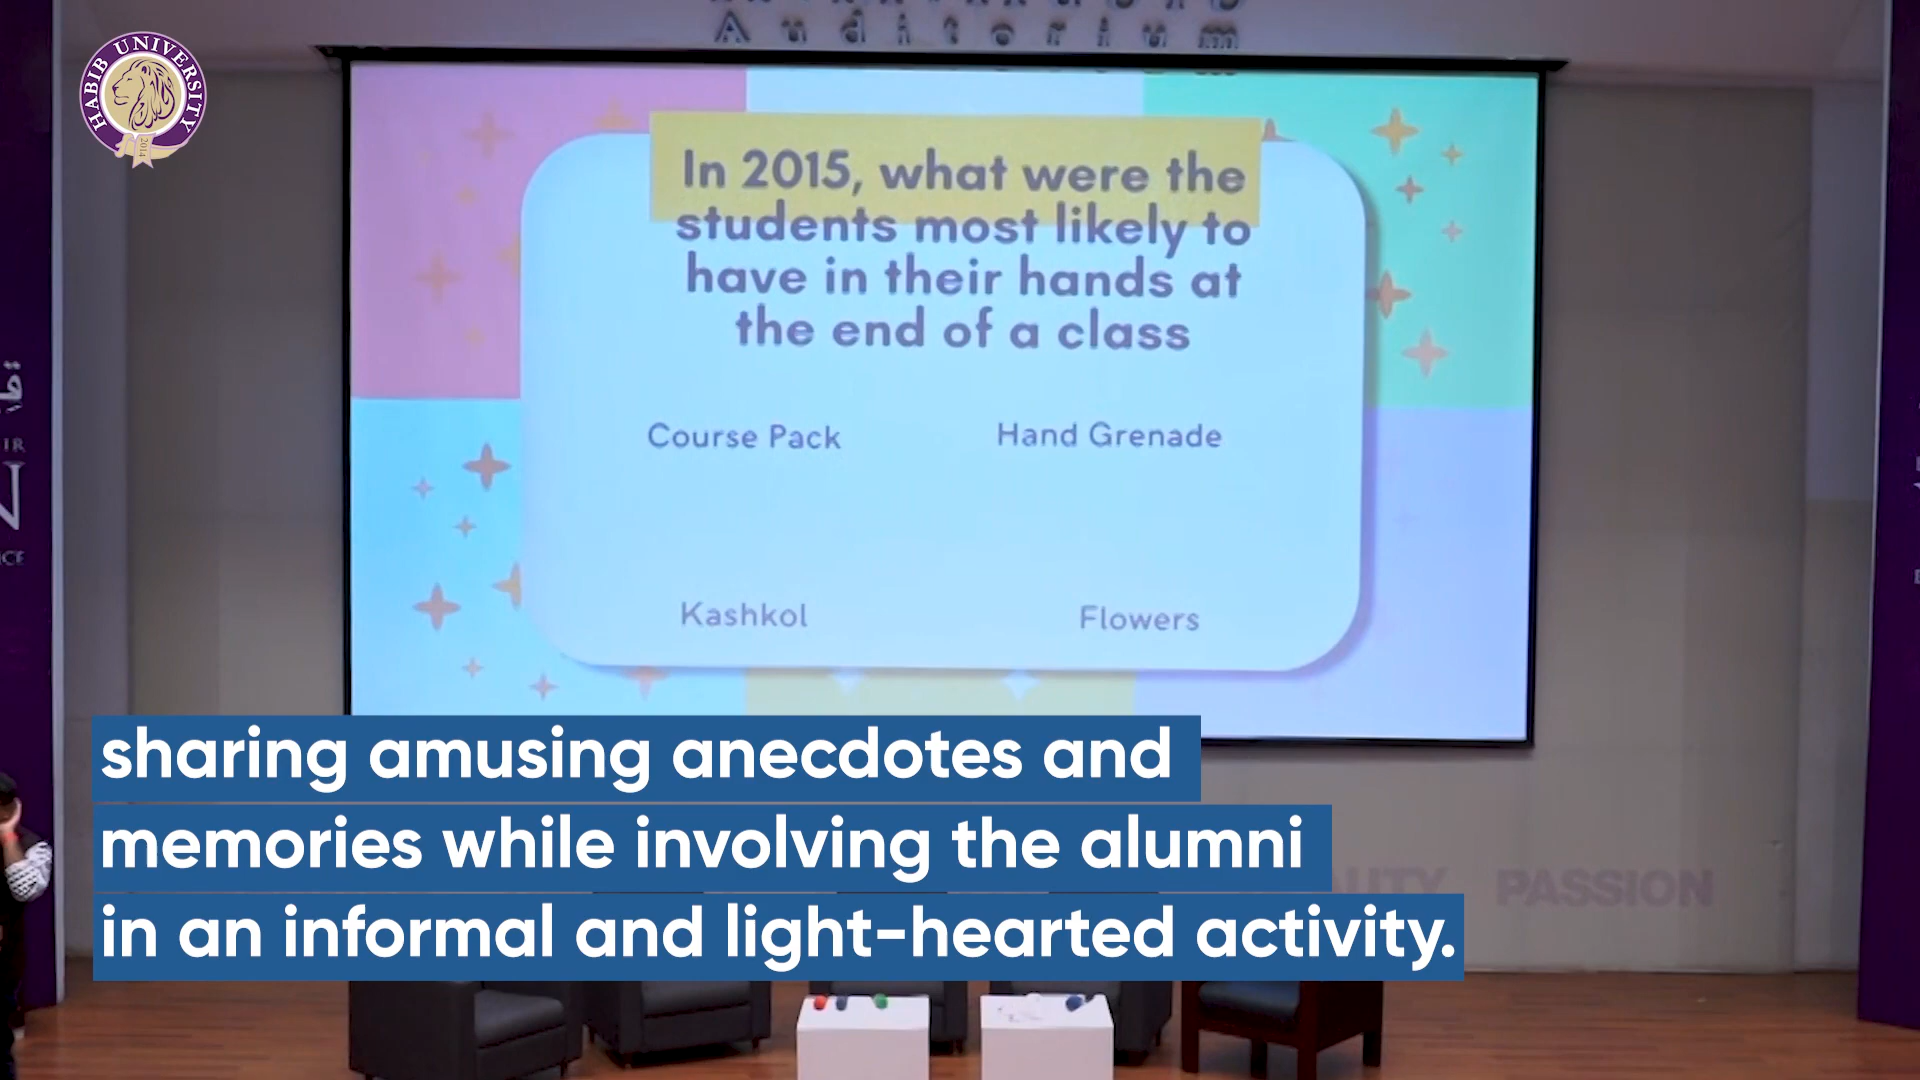 HABIB UNIVERSITY
2014
Auditorium
In 2015, what were the
students most likely to
have in their hands at
the end of a class
Course Pack
Hand Grenade
Kashkol
Flowers
IR
sharing amusing anecdotes and
memories while involving the alumni
in an informal and light-hearted activity.
PASSION